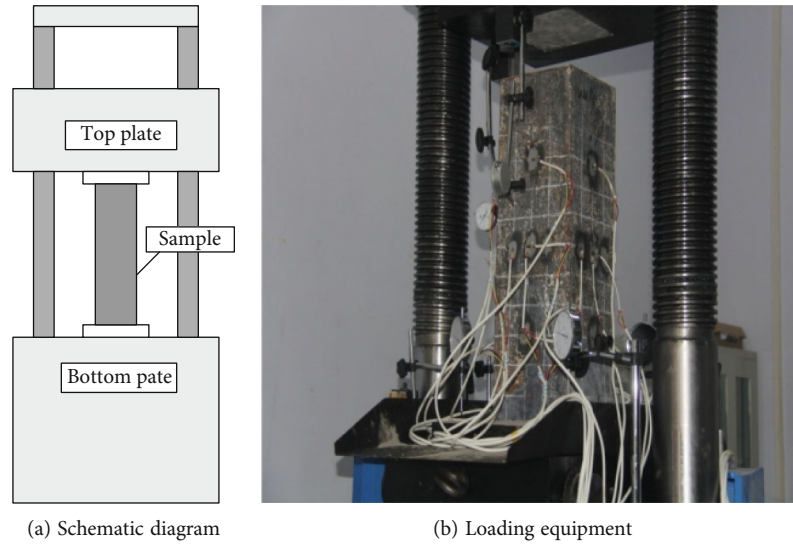 Top plate
Sample
Bottom pate
(a) Schematic diagram
(b) Loading equipment